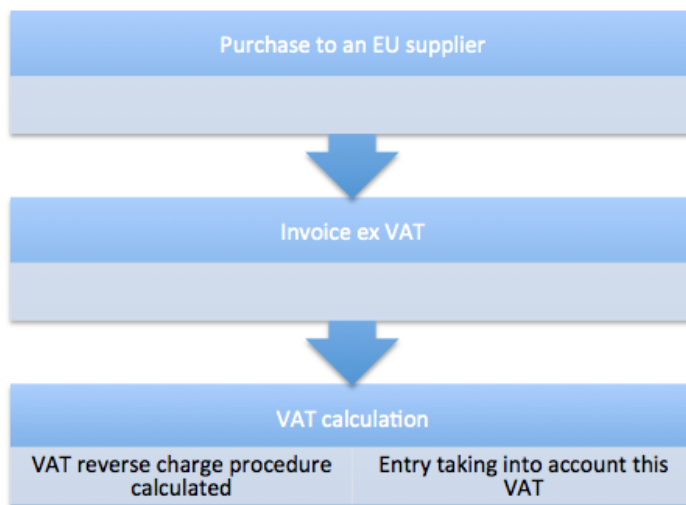 Purchase to an EU supplier
Invoice ex VAT
VAT calculation
VAT reverse charge procedure
calculated
Entry taking into account this
VAT